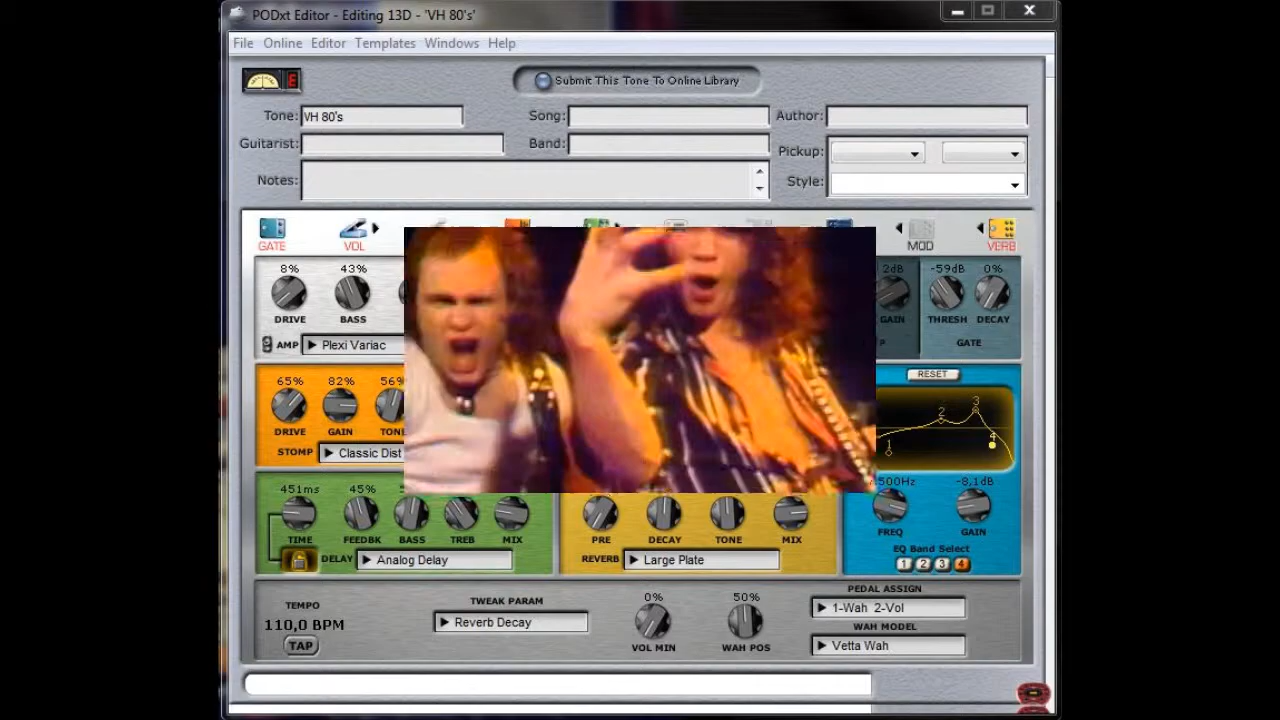 PODxt Editor - Editing 13D - 'VH 80's'
File Online Editor Templates Windows Help
E
Submit This Tone To Online Library
Tone: VH 80's Song: Author:
Guitarist: Band: Pickup:
Notes: Style:
GATE VOL MOD VERB
8% 43% 2dB -59dB 0%
DRIVE BASS GAIN THRESH DECAY
GATE
AMP Plexi Variac
RESET
65% 82% 56%
DRIVE GAIN TONE
1 2 3 4
STOMP Classic Dist
451ms 45% 500Hz -8,1dB
TIME FEEDBK BASS TREB MIX PRE DECAY TONE MIX FREQ GAIN
DELAY Analog Delay REVERB Large Plate
EQ Band Select
1 2 3 4
TEMPO TWEAK PARAM 0% 50% PEDAL ASSIGN
110,0 BPM Reverb Decay 1-Wah 2-Vol
TAP VOL MIN WAH POS WAH MODEL
Vetta Wah